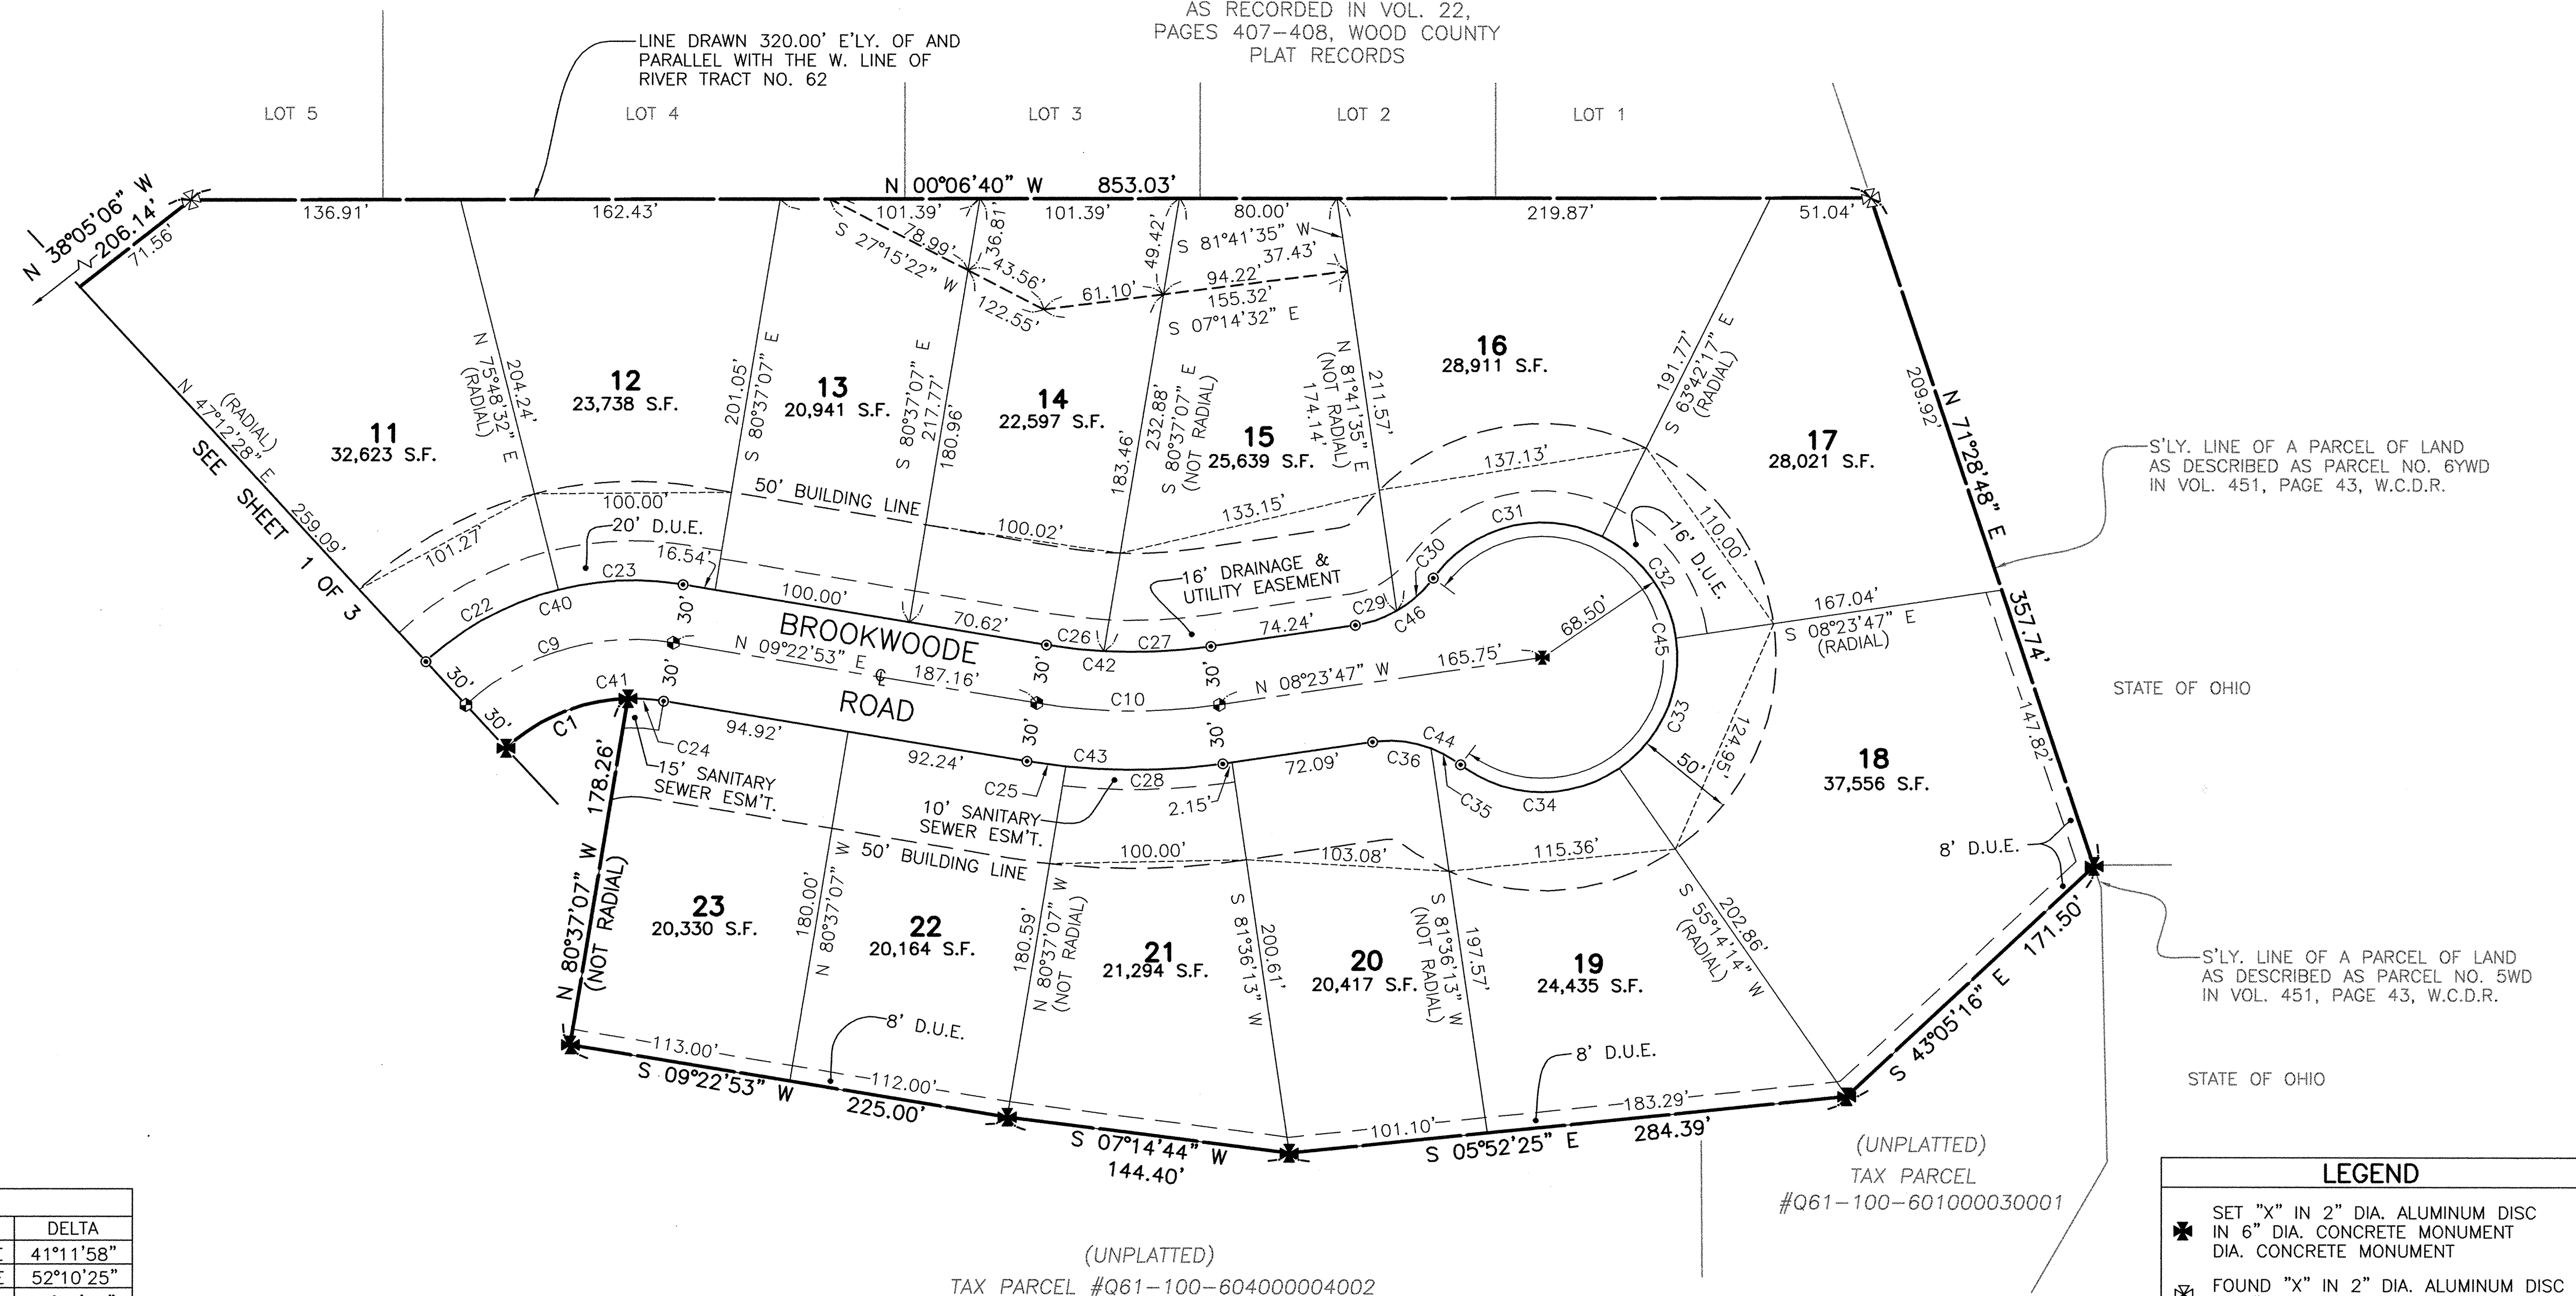 AS RECORDED IN VOL. 22,
PAGES 407-408, WOOD COUNTY
PLAT RECORDS
LINE DRAWN 320.00' E'LY. OF AND
PARALLEL WITH THE W. LINE OF
RIVER TRACT NO. 62
LOT 5
LOT 4
LOT 3
LOT 2
LOT 1
N 38°05'06" W
206.14'
71.56'
N 00°06'40" W 853.03'
136.91'
162.43'
101.39'
101.39'
80.00'
219.87'
51.04'
78.99'
S 27°15'22" W
36.81'
43.56'
122.55'
61.10'
49.42'
S 81°41'35" W
37.43'
94.22'
155.32'
S 07°14'32" E
(RADIAL)
N 47°12'28" E
259.09'
SEE SHEET 1 OF 3
11
32,623 S.F.
204.24'
N 75°48'32" E
(RADIAL)
12
23,738 S.F.
201.05'
S 80°37'07" E
13
20,941 S.F.
S 80°37'07" E
217.77'
180.96'
14
22,597 S.F.
183.46'
232.88'
S 80°37'07" E
(NOT RADIAL)
15
25,639 S.F.
211.57'
N 81°41'35" E
(NOT RADIAL)
174.14'
16
28,911 S.F.
191.77'
S 63°42'17" E
(RADIAL)
17
28,021 S.F.
209.92'
N 71°28'48" E
357.74'
147.82'
S'LY. LINE OF A PARCEL OF LAND
AS DESCRIBED AS PARCEL NO. 6YWD
IN VOL. 451, PAGE 43, W.C.D.R.
STATE OF OHIO
101.27'
100.00'
20' D.U.E.
16.54'
50' BUILDING LINE
100.02'
133.15'
137.13'
110.00'
16' D.U.E.
16' DRAINAGE &
UTILITY EASEMENT
C22
C40
C23
C9
30'
30'
30'
30'
C41
C1
C24
15' SANITARY
SEWER ESM'T.
100.00'
70.62'
BROOKWOODE
ROAD
N 09°22'53" E
℄ 187.16'
C26
C27
C42
30'
30'
30'
30'
C10
74.24'
C29
C46
C30
C31
C32
C45
C33
68.50'
165.75'
N 08°23'47" W
167.04'
S 08°23'47" E
(RADIAL)
124.95'
50'
94.92'
92.24'
C25
C43
C28
2.15'
72.09'
C44
C36
C35
C34
10' SANITARY
SEWER ESM'T.
50' BUILDING LINE
100.00'
103.08'
115.36'
18
37,556 S.F.
8' D.U.E.
178.26'
N 80°37'07" W
(NOT RADIAL)
23
20,330 S.F.
180.00'
N 80°37'07" W
22
20,164 S.F.
180.59'
N 80°37'07" W
(NOT RADIAL)
21
21,294 S.F.
200.61'
S 81°36'13" W
20
20,417 S.F.
197.57'
S 81°36'13" W
(NOT RADIAL)
19
24,435 S.F.
202.86'
S 55°14'14" W
(RADIAL)
171.50'
S 43°05'16" E
S'LY. LINE OF A PARCEL OF LAND
AS DESCRIBED AS PARCEL NO. 5WD
IN VOL. 451, PAGE 43, W.C.D.R.
STATE OF OHIO
8' D.U.E.
8' D.U.E.
113.00'
S 09°22'53" W
112.00'
225.00'
S 07°14'44" W
144.40'
101.10'
S 05°52'25" E
183.29'
284.39'
(UNPLATTED)
TAX PARCEL
#Q61-100-601000030001
(UNPLATTED)
TAX PARCEL #Q61-100-604000004002
DELTA
E 41°11'58"
E 52°10'25"
LEGEND
SET "X" IN 2" DIA. ALUMINUM DISC
IN 6" DIA. CONCRETE MONUMENT
DIA. CONCRETE MONUMENT
FOUND "X" IN 2" DIA. ALUMINUM DISC